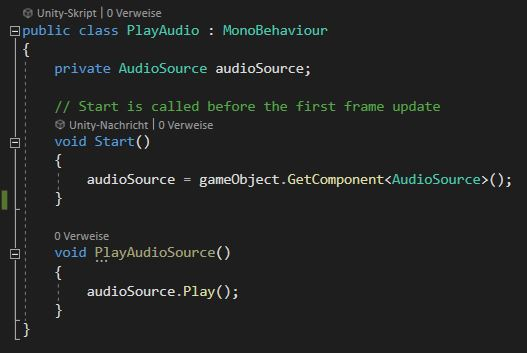 Unity-Skript | 0 Verweise
public class PlayAudio : MonoBehaviour
{
    private AudioSource audioSource;

    // Start is called before the first frame update
    Unity-Nachricht | 0 Verweise
    void Start()
    {
        audioSource = gameObject.GetComponent<AudioSource>();
    }

    0 Verweise
    void PlayAudioSource()
    {
        audioSource.Play();
    }
}